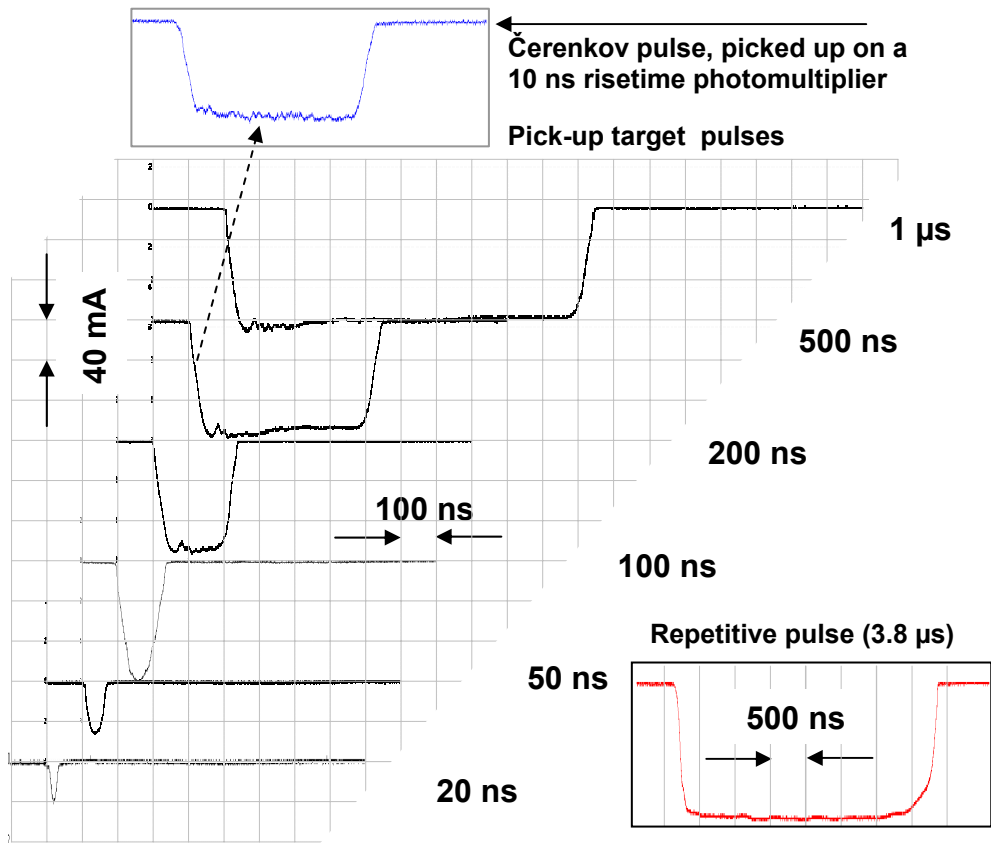 Čerenkov pulse, picked up on a
10 ns risetime photomultiplier
Pick-up target pulses
1 µs
40 mA
500 ns
200 ns
100 ns
100 ns
Repetitive pulse (3.8 µs)
50 ns
500 ns
20 ns